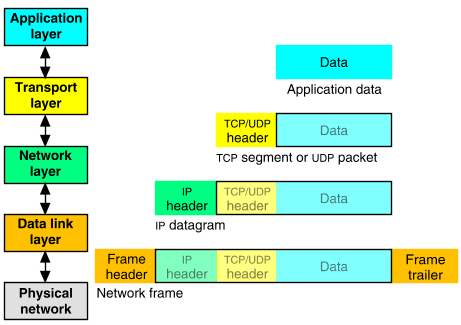 Application
layer
Data
Application data
Transport
layer
TCP/UDP
header
Data
TCP segment or UDP packet
Network
layer
IP
header
TCP/UDP
header
Data
IP datagram
Data link
layer
Frame
header
IP
header
TCP/UDP
header
Data
Frame
trailer
Network frame
Physical
network